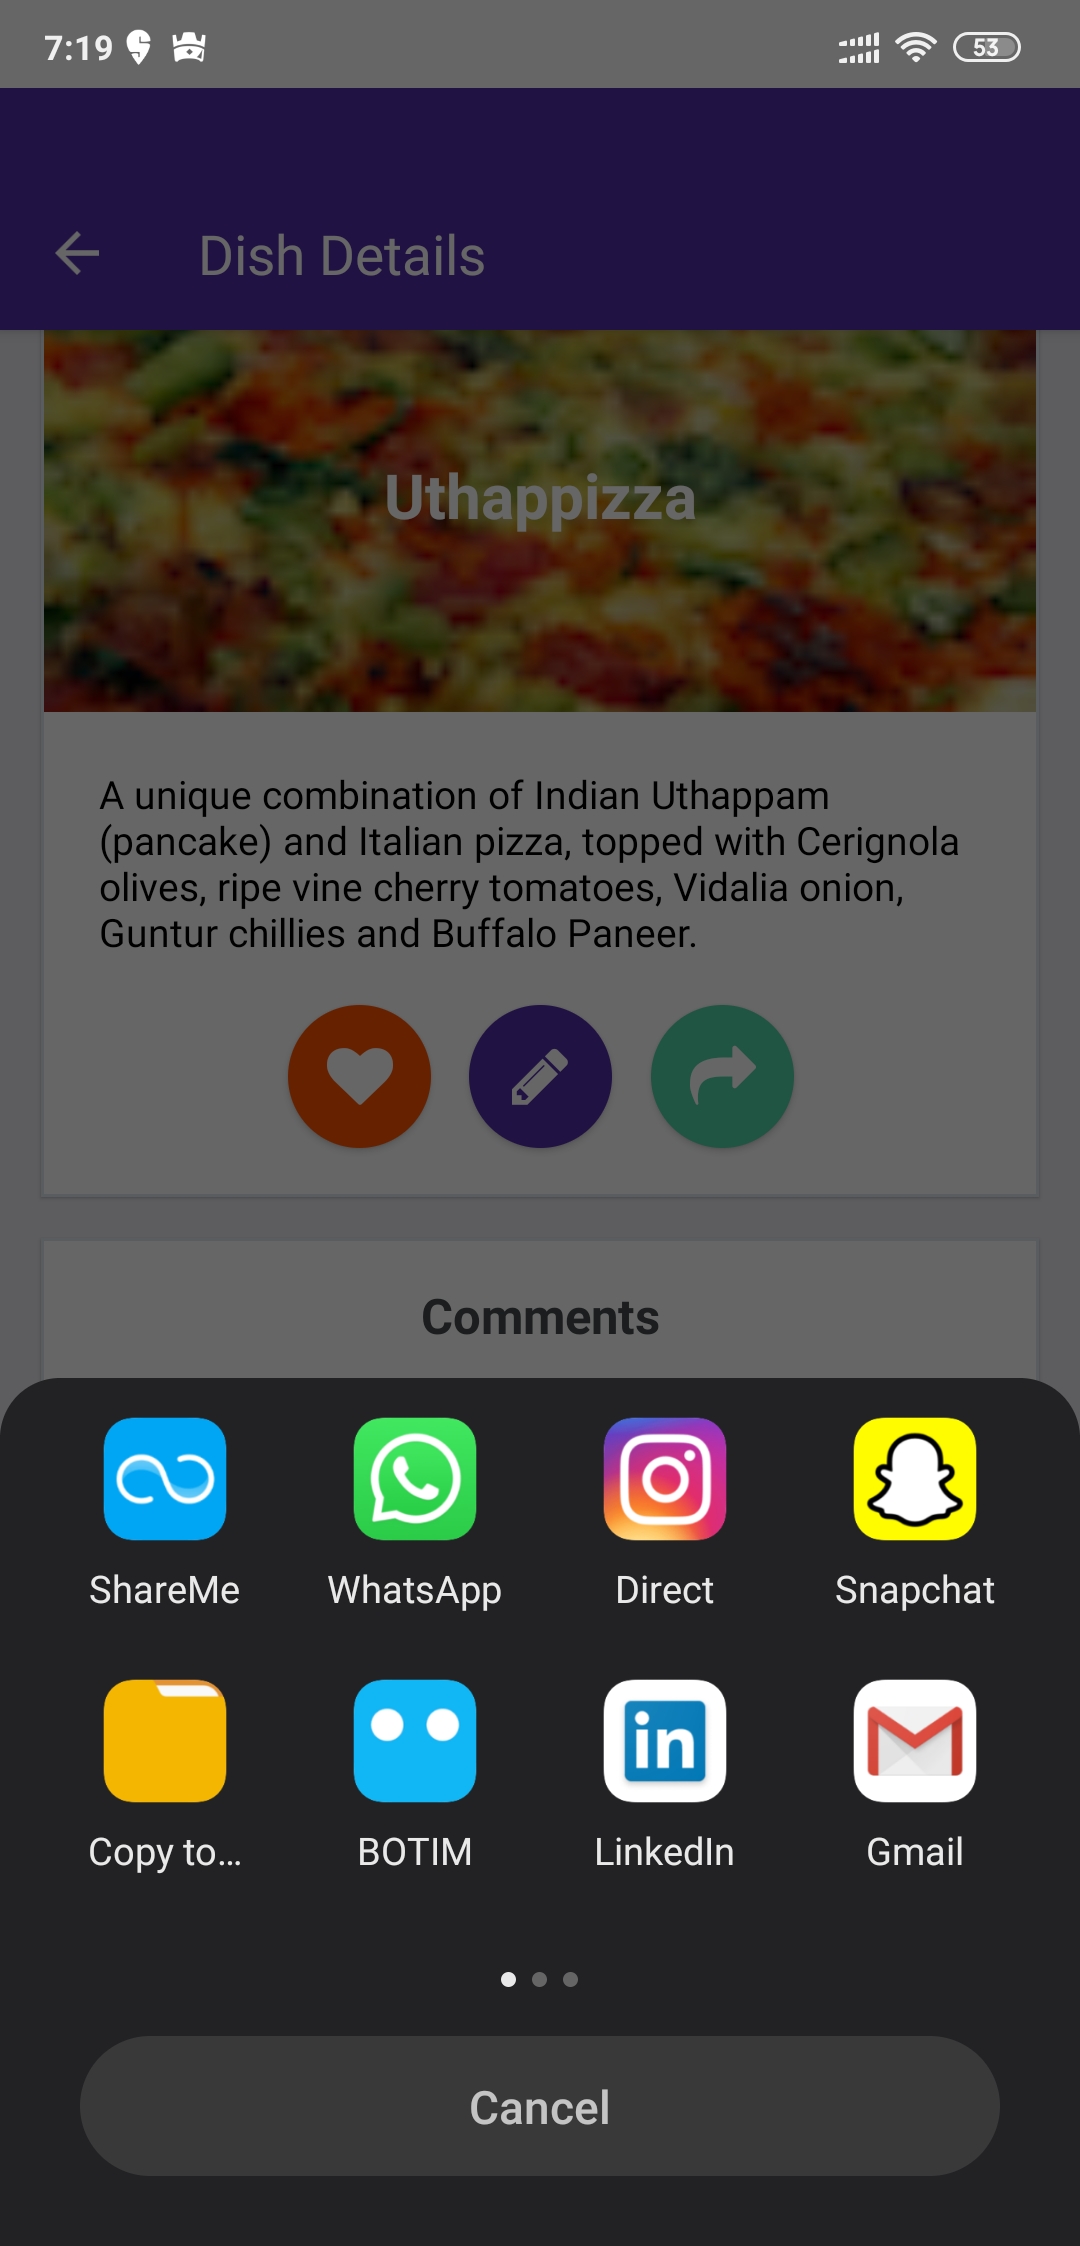 7:19
53
Dish Details
Uthappizza
A unique combination of Indian Uthappam
(pancake) and Italian pizza, topped with Cerignola
olives, ripe vine cherry tomatoes, Vidalia onion,
Guntur chillies and Buffalo Paneer.
Comments
ShareMe WhatsApp Direct Snapchat
in
Copy to... BOTIM LinkedIn Gmail
Cancel